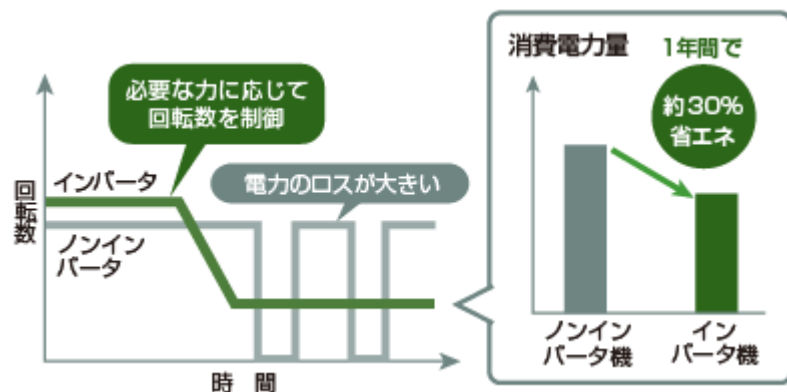 必要な力に応じて
回転数を制御
インバータ
電力のロスが大きい
ノンイン
バータ
回転数
時間
消費電力量
1年間で
約30%
省エネ
ノンイン
バータ機
イン
バータ機